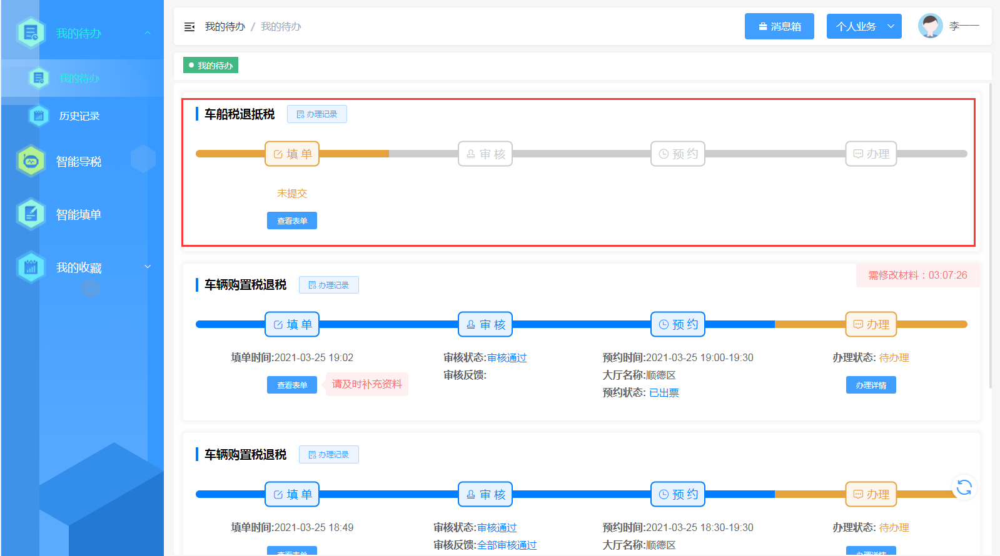 我的待办
我的待办
历史记录
智能导税
智能填单
我的收藏
我的待办 / 我的待办
消息箱
个人业务
李一一
我的待办
车船税退抵税 办理记录
填单 审核 预约 办理
未提交
查看表单
需修改材料：03:07:26
车辆购置税退税 办理记录
填单 审核 预约 办理
填单时间:2021-03-25 19:02
查看表单 请及时补充资料
审核状态:审核通过
审核反馈:
预约时间:2021-03-25 19:00-19:30
大厅名称:顺德区
预约状态: 已出票
办理状态: 待办理
办理详情
车辆购置税退税 办理记录
填单 审核 预约 办理
填单时间:2021-03-25 18:49
查看表单
审核状态:审核通过
审核反馈:全部审核通过
预约时间:2021-03-25 18:30-19:30
大厅名称:顺德区
办理状态: 待办理
办理详情